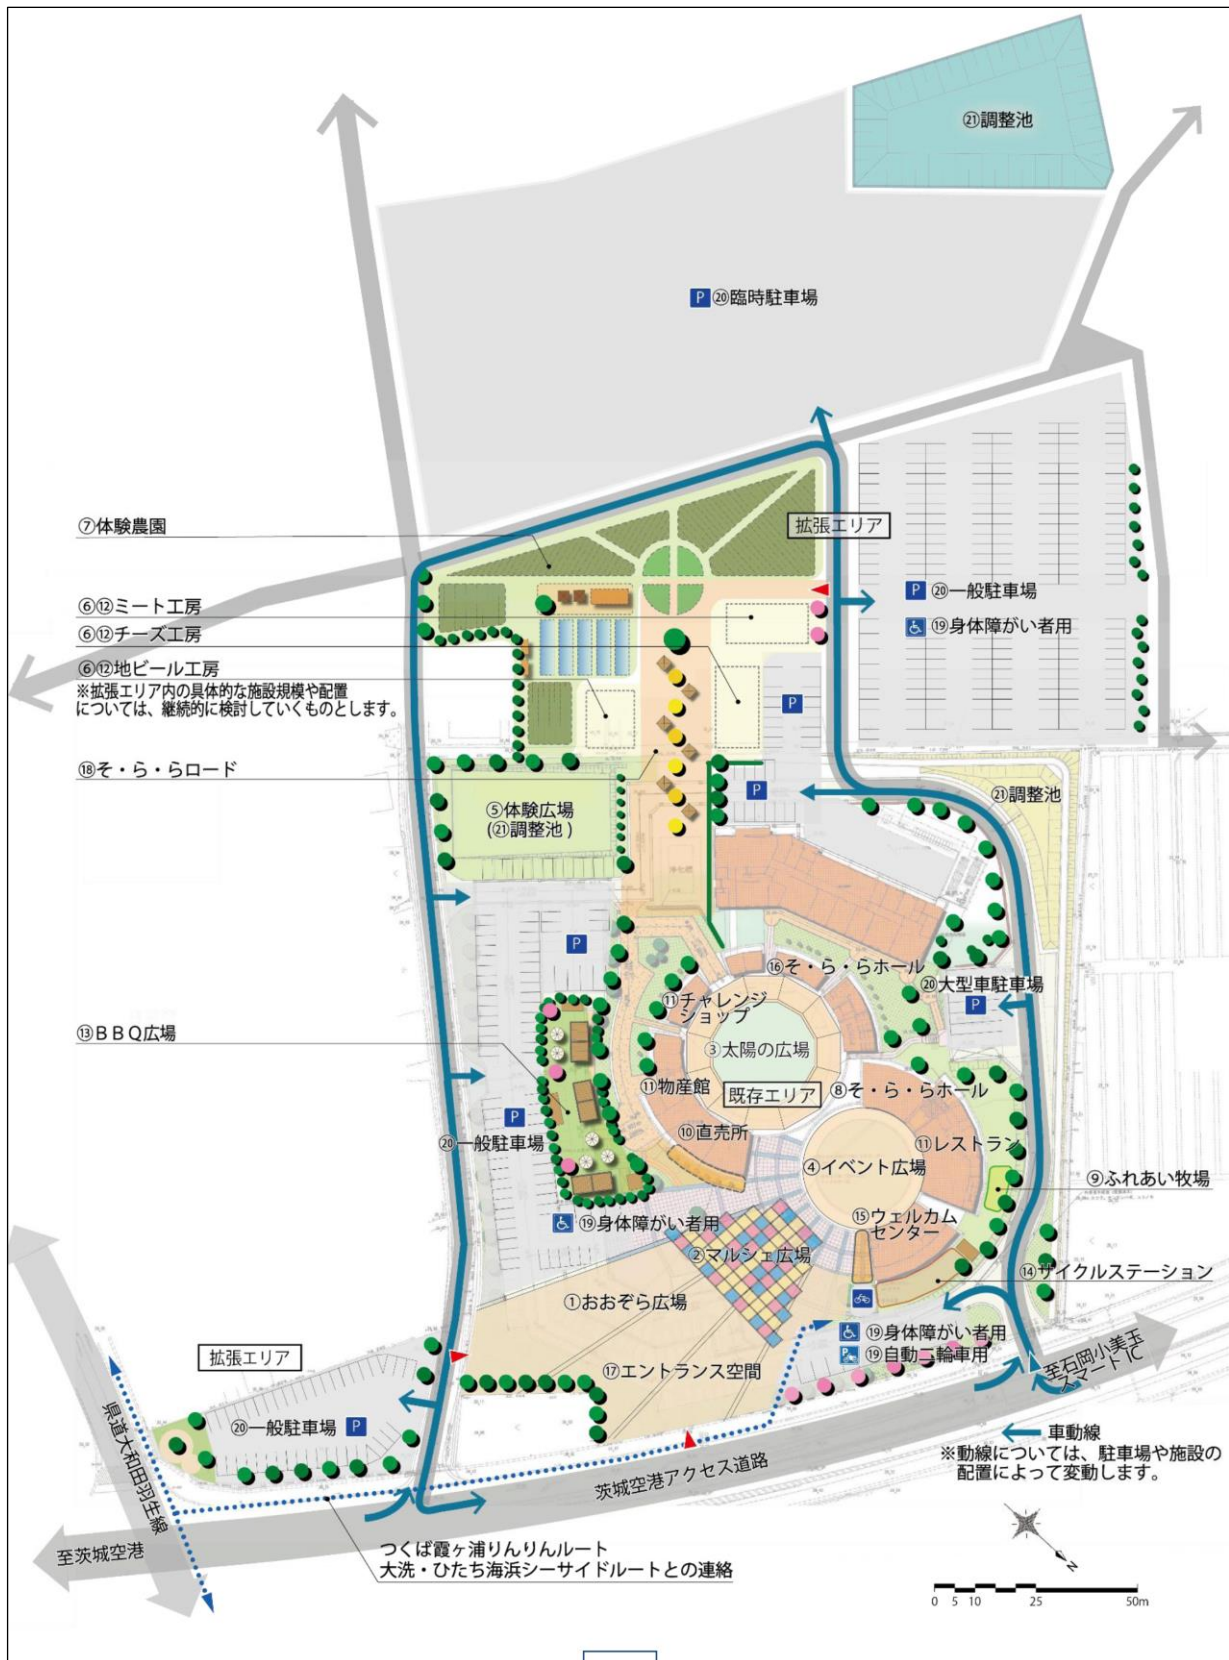 ㉑調整池
P ⑳臨時駐車場
拡張エリア
⑦体験農園
P ⑳一般駐車場
⑥⑫ミート工房
⑲身体障がい者用
⑥⑫チーズ工房
⑥⑫地ビール工房
※拡張エリア内の具体的な施設規模や配置
については、継続的に検討していくものとします。
P
⑱そ・ら・らロード
P
㉑調整池
⑤体験広場
(㉑調整池)
P
⑯そ・ら・らホール
⑳大型車駐車場
P
⑪チャレンジ
ショップ
⑬ＢＢＱ広場
③太陽の広場
⑪物産館
既存エリア
⑧そ・ら・らホール
P
⑳一般駐車場
⑩直売所
⑪レストラン
④イベント広場
⑨ふれあい牧場
⑲身体障がい者用
⑮ウェルカム
センター
②マルシェ広場
⑭サイクルステーション
①おおぞら広場
⑲身体障がい者用
⑲自動二輪車用
拡張エリア
⑰エントランス空間
至石岡小美玉
スマートIC
⑳一般駐車場 P
県道大和田羽生線
車動線
※動線については、駐車場や施設の
配置によって変動します。
茨城空港アクセス道路
至茨城空港
つくば霞ヶ浦りんりんルート
大洗・ひたち海浜シーサイドルートとの連絡
N
0 5 10 25 50m